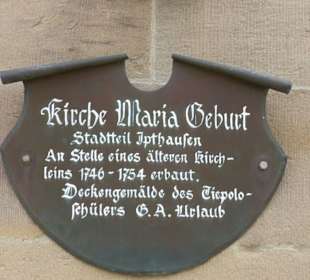 Kirche Maria Geburt
Stadtteil Ipthausen
An Stelle eines älteren Kirch-
leins 1746 - 1754 erbaut.
Deckengemälde des Tiepolo-
schülers G. A. Urlaub